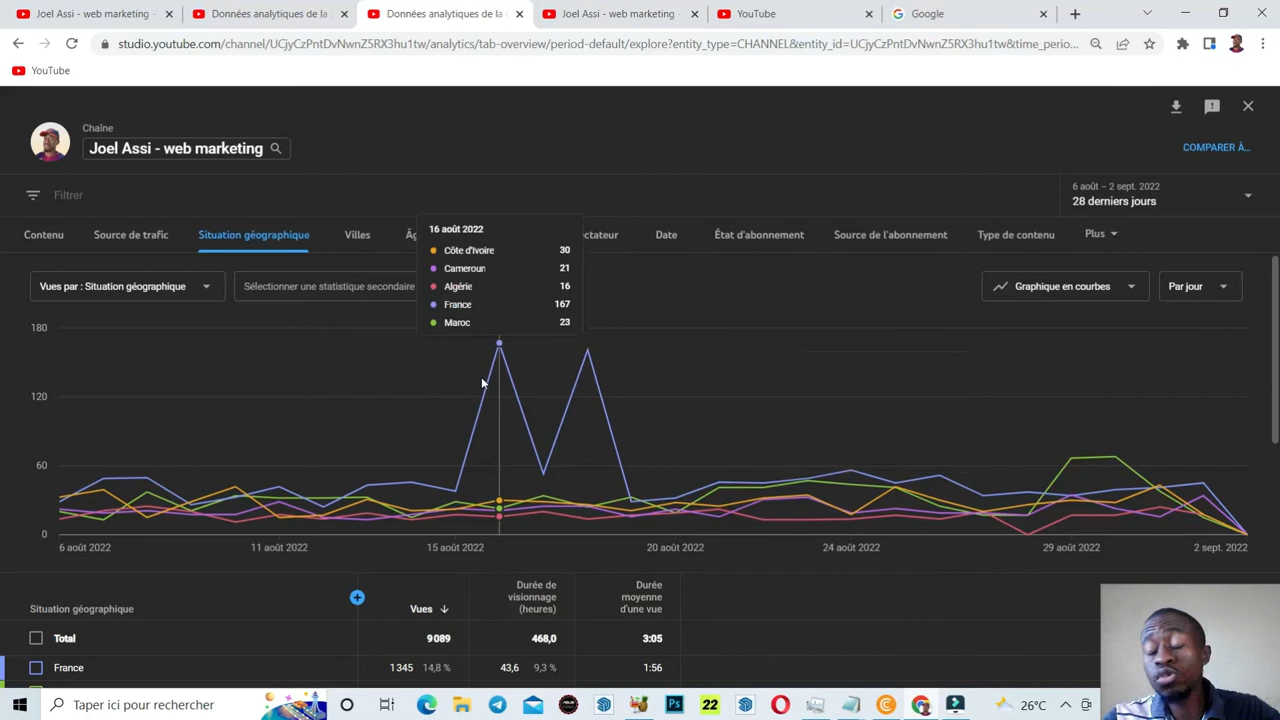 Joel Assi - web marketing -
Données analytiques de la c
Données analytiques de la c
Joel Assi - web marketing -
YouTube
Google
studio.youtube.com/channel/UCjyCzPntDvNwnZ5RX3hu1tw/analytics/tab-overview/period-default/explore?entity_type=CHANNEL&entity_id=UCjyCzPntDvNwnZ5RX3hu1tw&time_perio...
YouTube
Chaîne
Joel Assi - web marketing
COMPARER À...
Filtrer
6 août – 2 sept. 2022
28 derniers jours
Contenu
Source de trafic
Situation géographique
Villes
Âg
ctateur
Date
État d'abonnement
Source de l'abonnement
Type de contenu
Plus
16 août 2022
Côte d'Ivoire 30
Cameroun 21
Algérie 16
France 167
Maroc 23
Vues par : Situation géographique
Sélectionner une statistique secondaire
Graphique en courbes
Par jour
180
120
60
0
6 août 2022
11 août 2022
15 août 2022
20 août 2022
24 août 2022
29 août 2022
2 sept. 2022
Situation géographique
Vues
Durée de
visionnage
(heures)
Durée
moyenne
d'une vue
Total 9 089 468,0 3:05
France 1 345 14,8 % 43,6 9,3 % 1:56
Taper ici pour rechercher
Ps
22
26°C